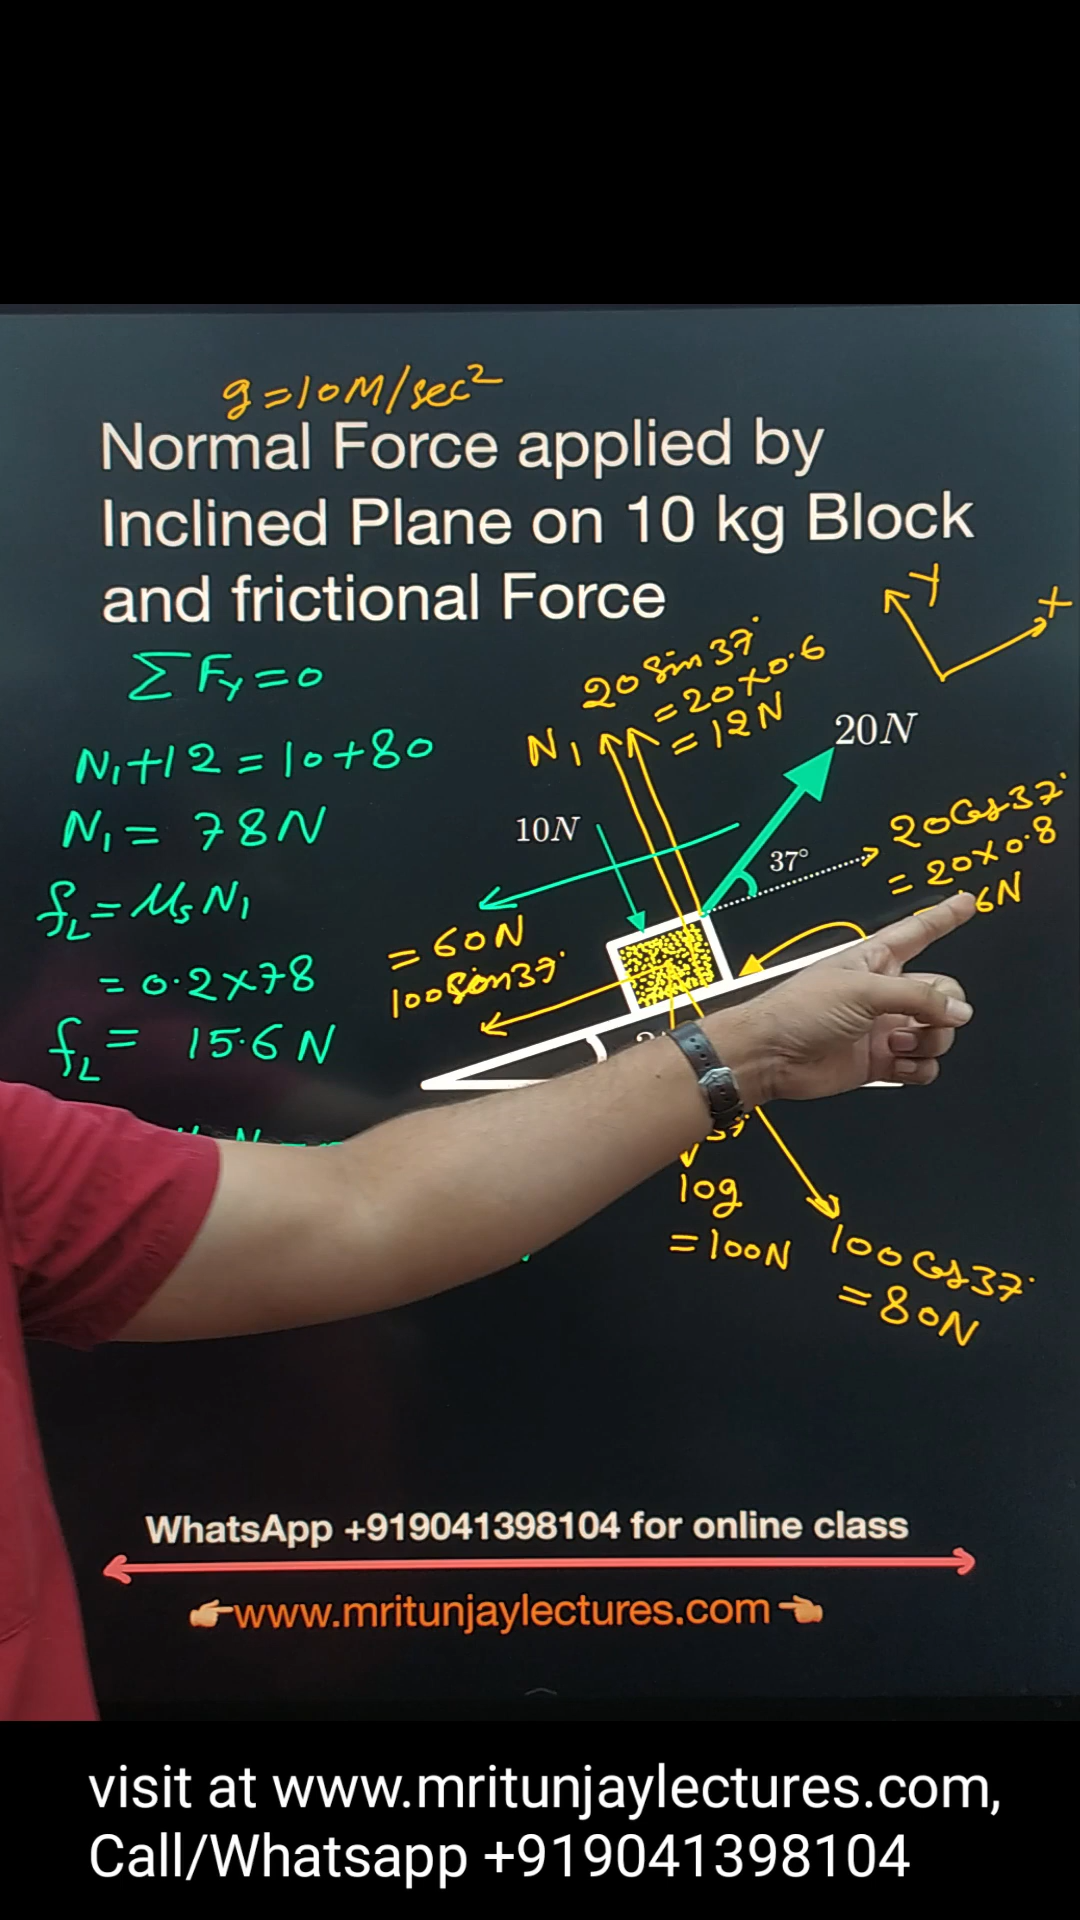 g=10M/sec²
Normal Force applied by
Inclined Plane on 10 kg Block
and frictional Force
ΣFy=0
N₁+12=10+80
N₁= 78N
fL=μsN₁
=0.2×78
fL= 15.6N
Y
X
20Sin37°
=20×0.6
=12N
N₁
20N
10N
37°
20Cos37°
=20×0.8
6N
=60N
100Sin37°
37°
10g
=100N
100Cos37°
=80N
WhatsApp +919041398104 for online class
👉www.mritunjaylectures.com👈
visit at www.mritunjaylectures.com,
Call/Whatsapp +919041398104